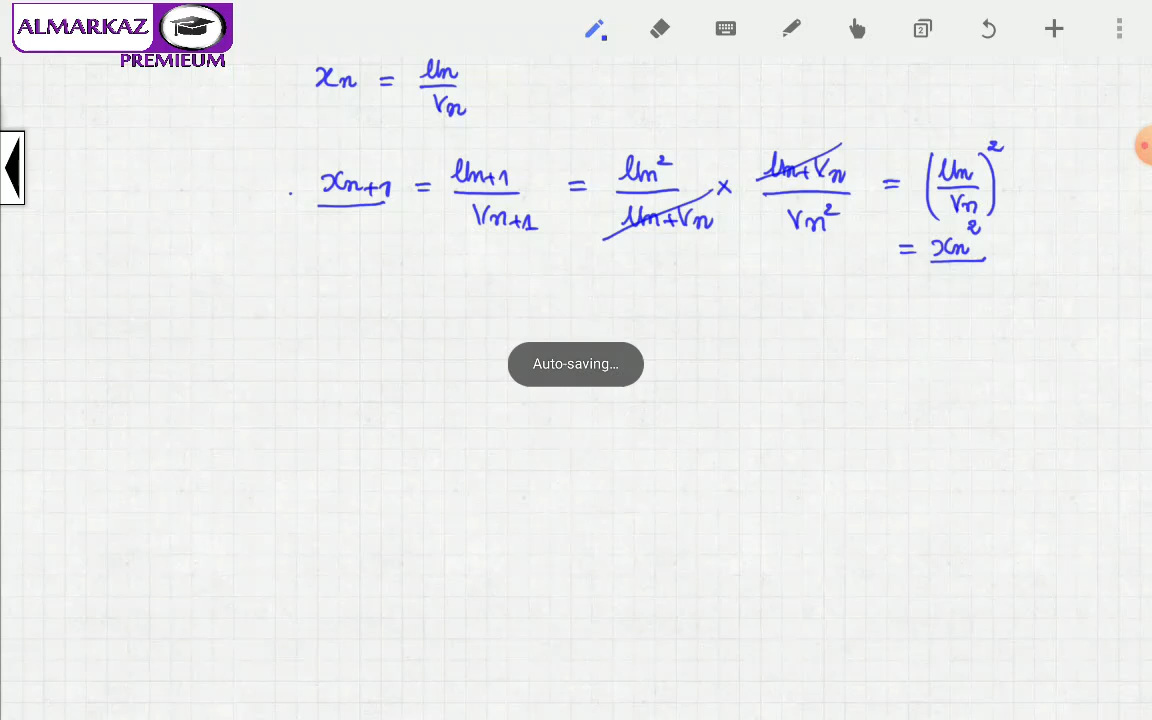 ALMARKAZ
PREMIEUM
2
xn = Un/Vn
xn+1 = Un+1/Vn+1 = Un²/Un+Vn × Un+Vn/Vn² = (Un/Vn)²
= xn²
Auto-saving...